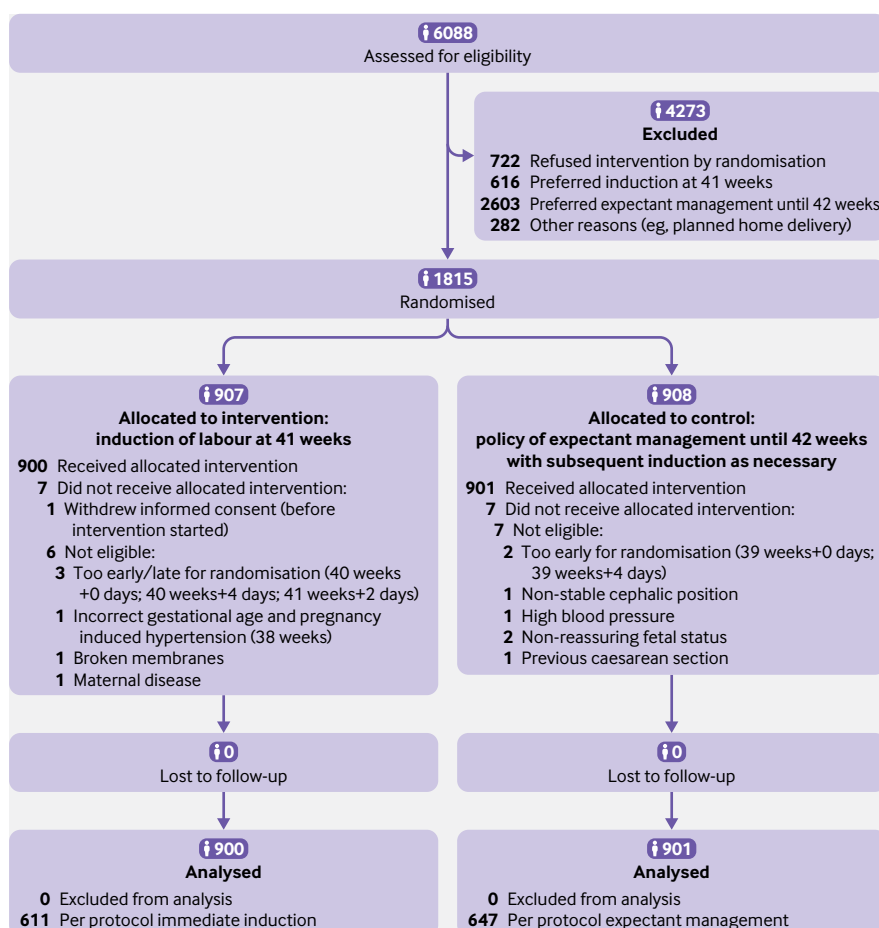 6088
Assessed for eligibility
4273
Excluded
722 Refused intervention by randomisation
616 Preferred induction at 41 weeks
2603 Preferred expectant management until 42 weeks
282 Other reasons (eg, planned home delivery)
1815
Randomised
907
Allocated to intervention:
induction of labour at 41 weeks
900 Received allocated intervention
7 Did not receive allocated intervention:
1 Withdrew informed consent (before
intervention started)
6 Not eligible:
3 Too early/late for randomisation (40 weeks
+0 days; 40 weeks+4 days; 41 weeks+2 days)
1 Incorrect gestational age and pregnancy
induced hypertension (38 weeks)
1 Broken membranes
1 Maternal disease
908
Allocated to control:
policy of expectant management until 42 weeks
with subsequent induction as necessary
901 Received allocated intervention
7 Did not receive allocated intervention:
7 Not eligible:
2 Too early for randomisation (39 weeks+0 days;
39 weeks+4 days)
1 Non-stable cephalic position
1 High blood pressure
2 Non-reassuring fetal status
1 Previous caesarean section
0
Lost to follow-up
0
Lost to follow-up
900
Analysed
0 Excluded from analysis
611 Per protocol immediate induction
901
Analysed
0 Excluded from analysis
647 Per protocol expectant management